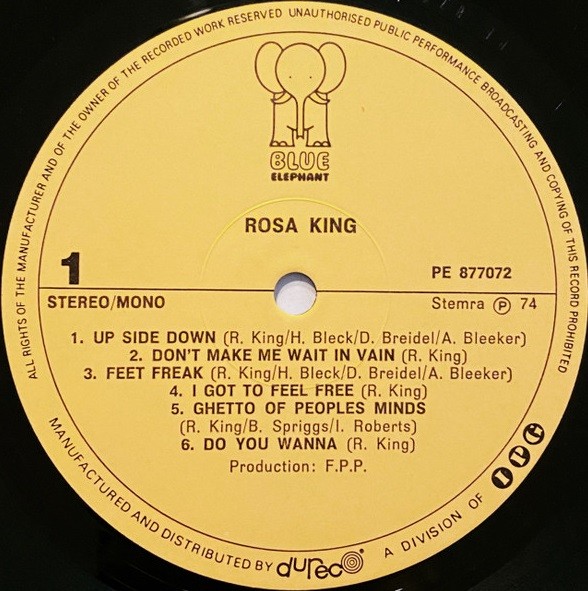 ALL RIGHTS OF THE MANUFACTURER AND OF THE OWNER OF THE RECORDED WORK RESERVED UNAUTHORISED PUBLIC PERFORMANCE BROADCASTING AND COPYING OF THIS RECORD PROHIBITED
BLUE
ELEPHANT
ROSA KING
1
PE 877072
STEREO/MONO
Stemra Ⓟ 74
1. UP SIDE DOWN (R. King/H. Bleck/D. Breidel/A. Bleeker)
2. DON'T MAKE ME WAIT IN VAIN (R. King)
3. FEET FREAK (R. King/H. Bleck/D. Breidel/A. Bleeker)
4. I GOT TO FEEL FREE (R. King)
5. GHETTO OF PEOPLES MINDS
(R. King/B. Spriggs/I. Roberts)
6. DO YOU WANNA (R. King)
Production: F.P.P.
MANUFACTURED AND DISTRIBUTED BY dureco A DIVISION OF